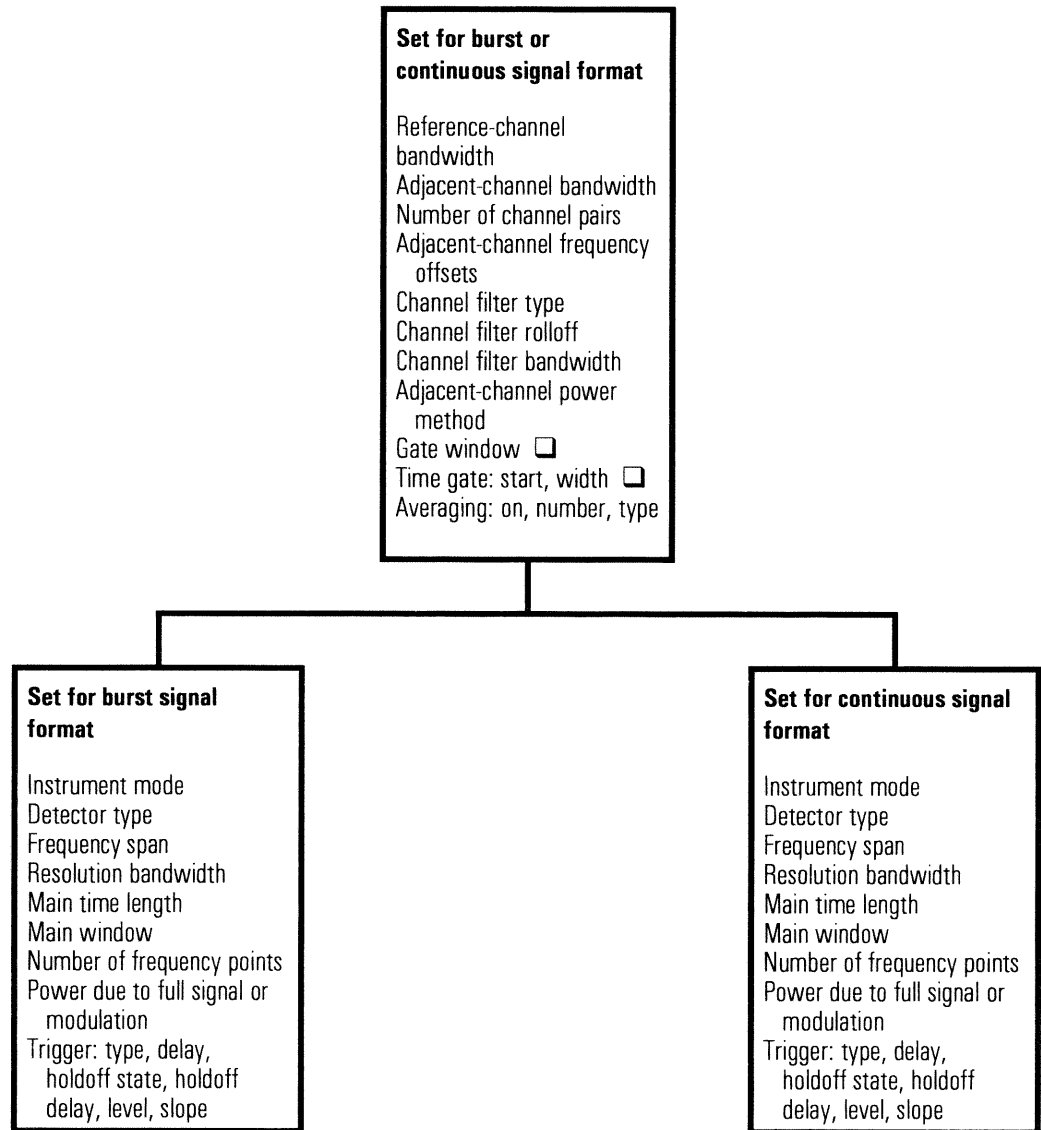 Set for burst or
continuous signal format
Reference-channel
bandwidth
Adjacent-channel bandwidth
Number of channel pairs
Adjacent-channel frequency
offsets
Channel filter type
Channel filter rolloff
Channel filter bandwidth
Adjacent-channel power
method
Gate window ❑
Time gate: start, width ❑
Averaging: on, number, type
Set for burst signal
format
Instrument mode
Detector type
Frequency span
Resolution bandwidth
Main time length
Main window
Number of frequency points
Power due to full signal or
modulation
Trigger: type, delay,
holdoff state, holdoff
delay, level, slope
Set for continuous signal
format
Instrument mode
Detector type
Frequency span
Resolution bandwidth
Main time length
Main window
Number of frequency points
Power due to full signal or
modulation
Trigger: type, delay,
holdoff state, holdoff
delay, level, slope